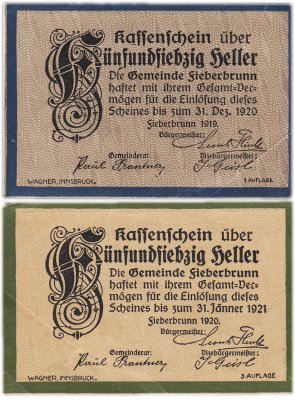 Kassenschein über
Fünfundsiebzig Heller
Die Gemeinde Fieberbrunn
haftet mit ihrem Gesamt-Ver-
mögen für die Einlösung dieses
Scheines bis zum 31. Dez. 1920
Fieberbrunn 1919.
Bürgermeister:
Gemeinderat:
Vizebürgermeister:
WAGNER, INNSBRUCK.
1. AUFLAGE
Kassenschein über
Fünfundsiebzig Heller
Die Gemeinde Fieberbrunn
haftet mit ihrem Gesamt-Ver-
mögen für die Einlösung dieses
Scheines bis zum 31. Jänner 1921
Fieberbrunn 1920.
Bürgermeister:
Gemeinderat:
Vizebürgermeister:
WAGNER, INNSBRUCK.
3. AUFLAGE